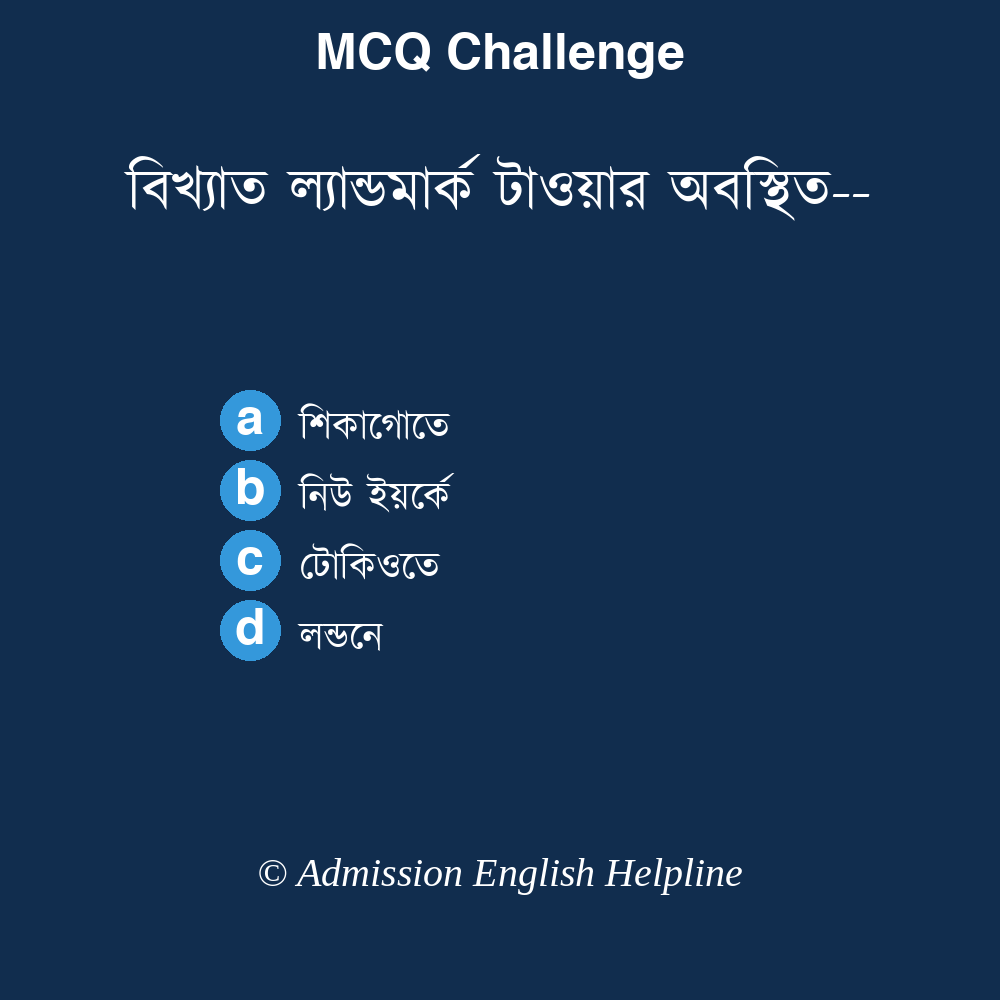 MCQ Challenge
বিখ্যাত ল্যান্ডমার্ক টাওয়ার অবস্থিত--
a শিকাগোতে
b নিউ ইয়র্কে
c টোকিওতে
d লন্ডনে
© Admission English Helpline